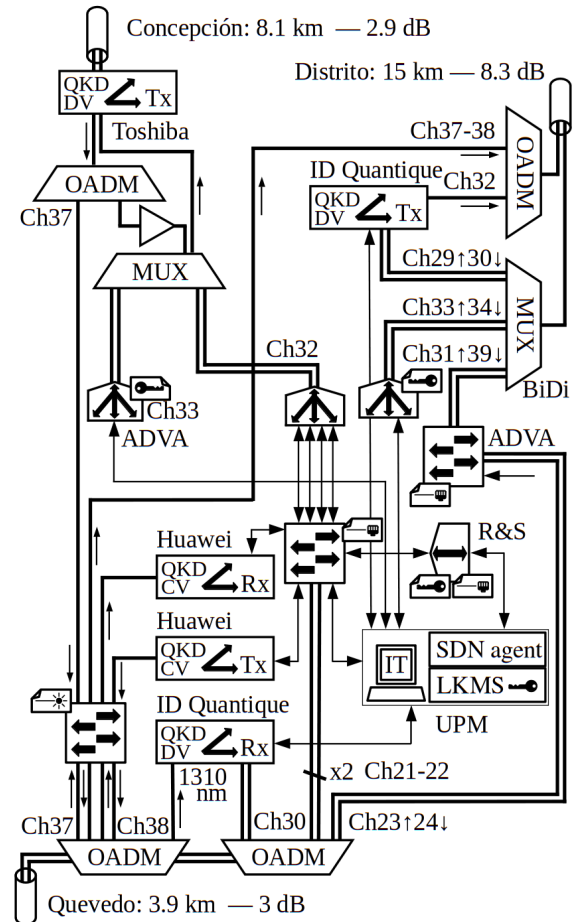 Concepción: 8.1 km — 2.9 dB
Distrito: 15 km — 8.3 dB
QKD
DV
Tx
Toshiba
Ch37-38
OADM
ID Quantique
Ch32
OADM
QKD
DV
Tx
Ch37
Ch29↑30↓
MUX
Ch33↑34↓
MUX
Ch32
Ch31↑39↓
BiDi
Ch33
ADVA
ADVA
Huawei
R&S
QKD
CV
Rx
Huawei
QKD
CV
Tx
IT
SDN agent
LKMS
ID Quantique
UPM
QKD
DV
Rx
1310
nm
x2 Ch21-22
Ch37
Ch38
Ch30
Ch23↑24↓
OADM
OADM
Quevedo: 3.9 km — 3 dB